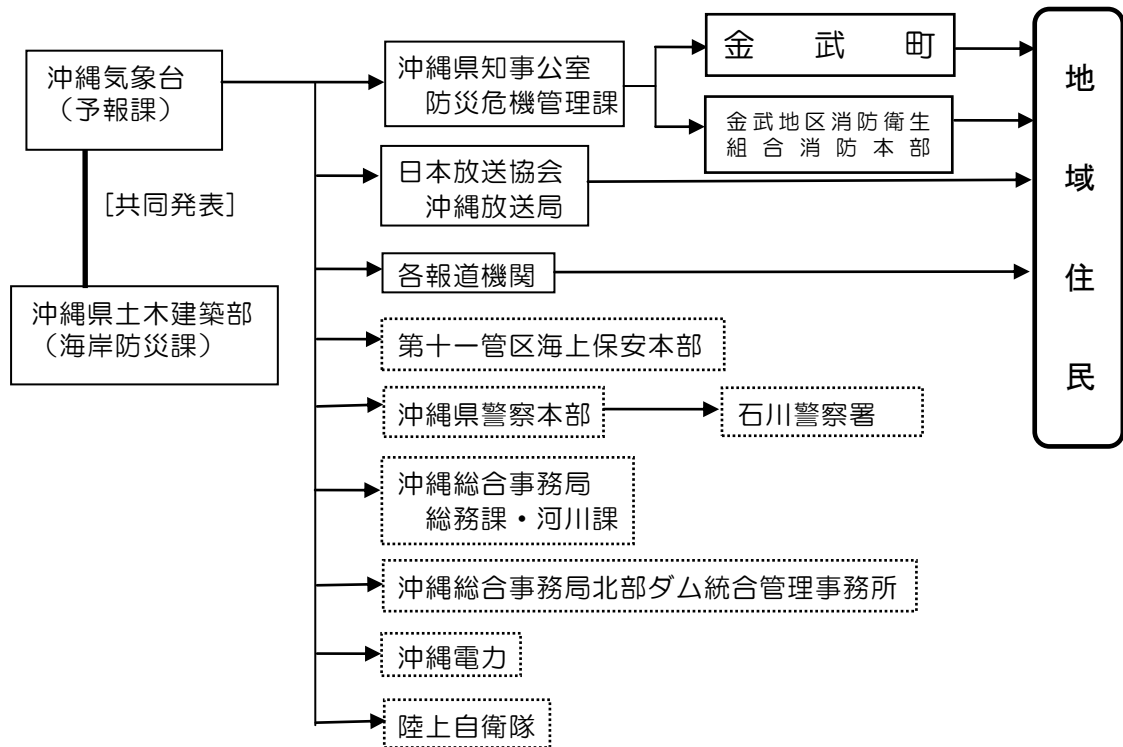 沖縄気象台
（予報課）
[共同発表]
沖縄県土木建築部
（海岸防災課）
沖縄県知事公室
防災危機管理課
金武町
金武地区消防衛生
組合消防本部
日本放送協会
沖縄放送局
各報道機関
第十一管区海上保安本部
沖縄県警察本部
石川警察署
沖縄総合事務局
総務課・河川課
沖縄総合事務局北部ダム統合管理事務所
沖縄電力
陸上自衛隊
地域住民